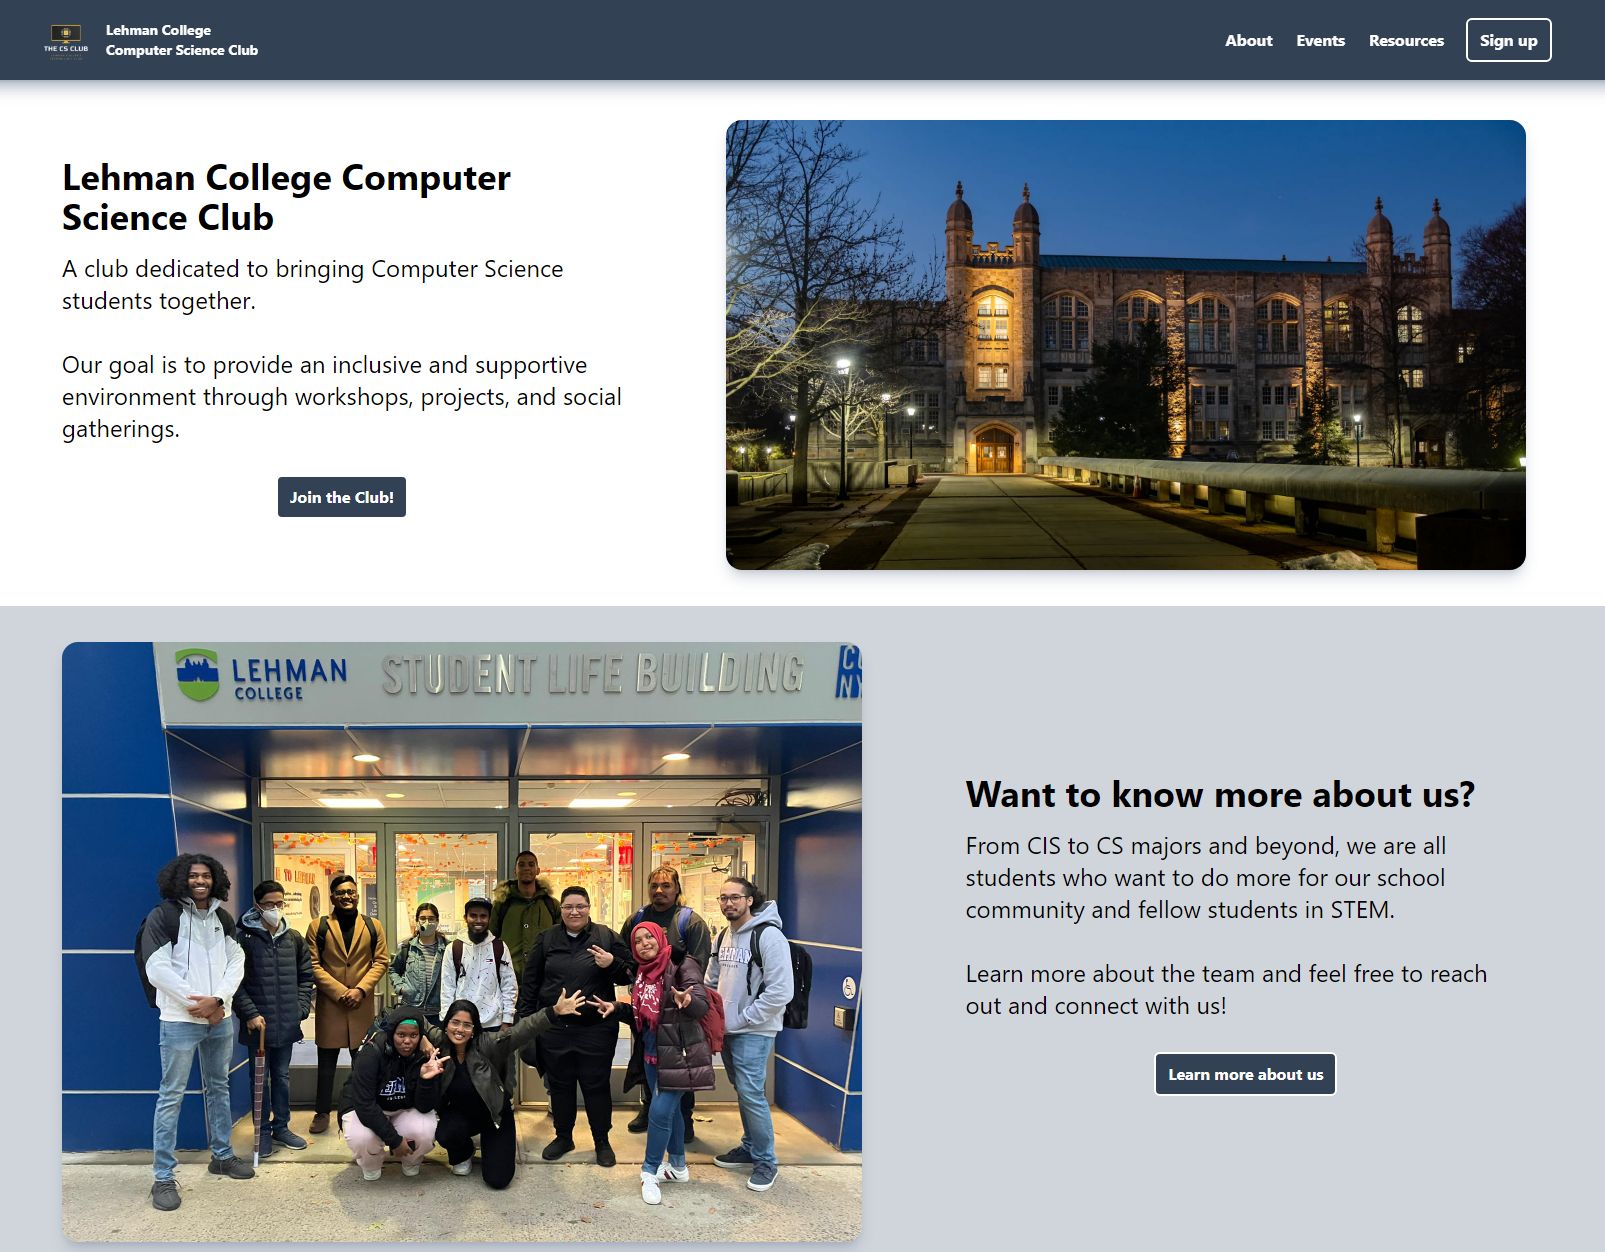 THE CS CLUB
Lehman College
Computer Science Club
About
Events
Resources
Sign up
Lehman College Computer
Science Club
A club dedicated to bringing Computer Science
students together.
Our goal is to provide an inclusive and supportive
environment through workshops, projects, and social
gatherings.
Join the Club!
LEHMAN
COLLEGE
STUDENT LIFE BUILDING
CU
NY
Want to know more about us?
From CIS to CS majors and beyond, we are all
students who want to do more for our school
community and fellow students in STEM.
Learn more about the team and feel free to reach
out and connect with us!
Learn more about us